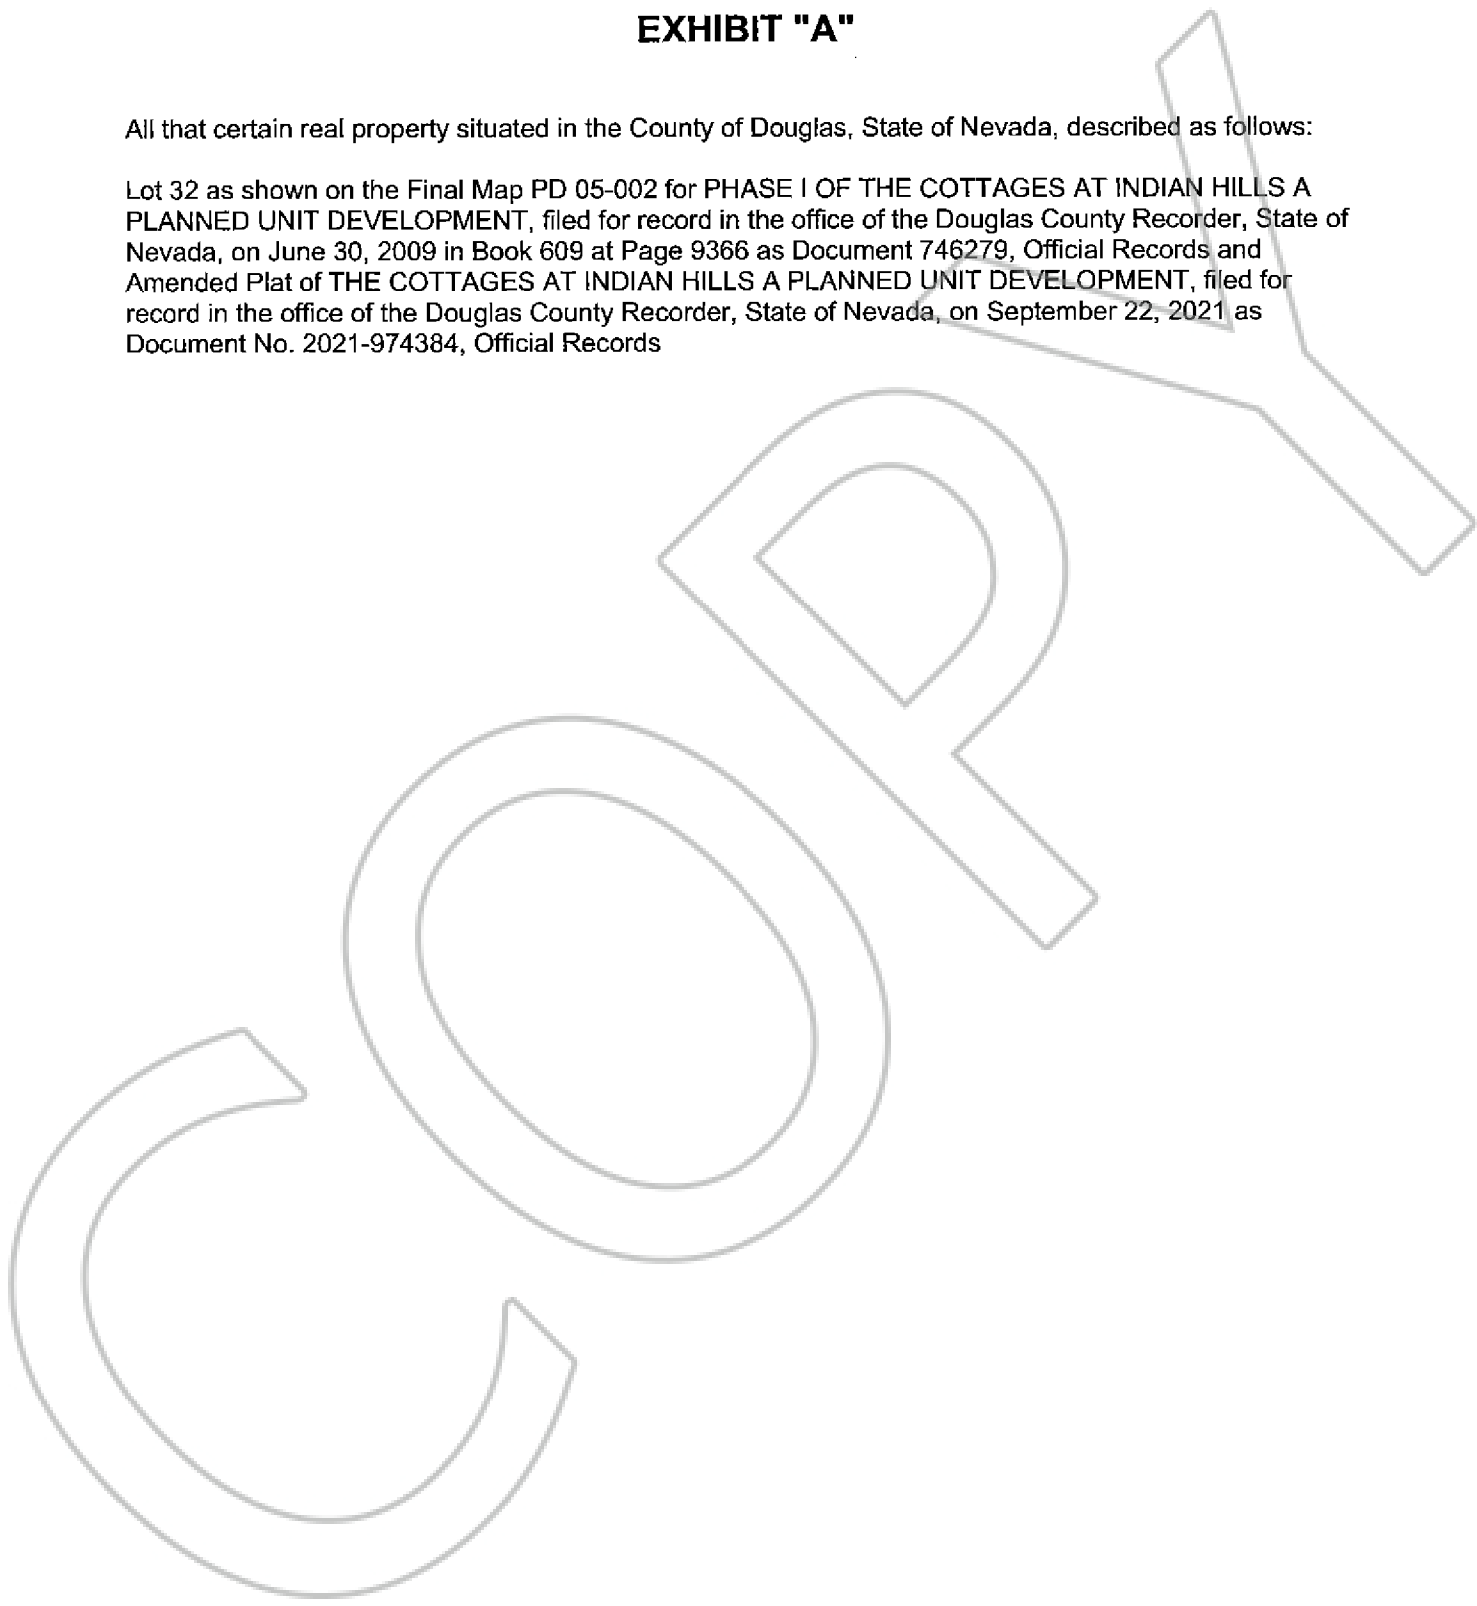 EXHIBIT "A"
All that certain real property situated in the County of Douglas, State of Nevada, described as follows:
Lot 32 as shown on the Final Map PD 05-002 for PHASE I OF THE COTTAGES AT INDIAN HILLS A
PLANNED UNIT DEVELOPMENT, filed for record in the office of the Douglas County Recorder, State of
Nevada, on June 30, 2009 in Book 609 at Page 9366 as Document 746279, Official Records and
Amended Plat of THE COTTAGES AT INDIAN HILLS A PLANNED UNIT DEVELOPMENT, filed for
record in the office of the Douglas County Recorder, State of Nevada, on September 22, 2021 as
Document No. 2021-974384, Official Records
COPY